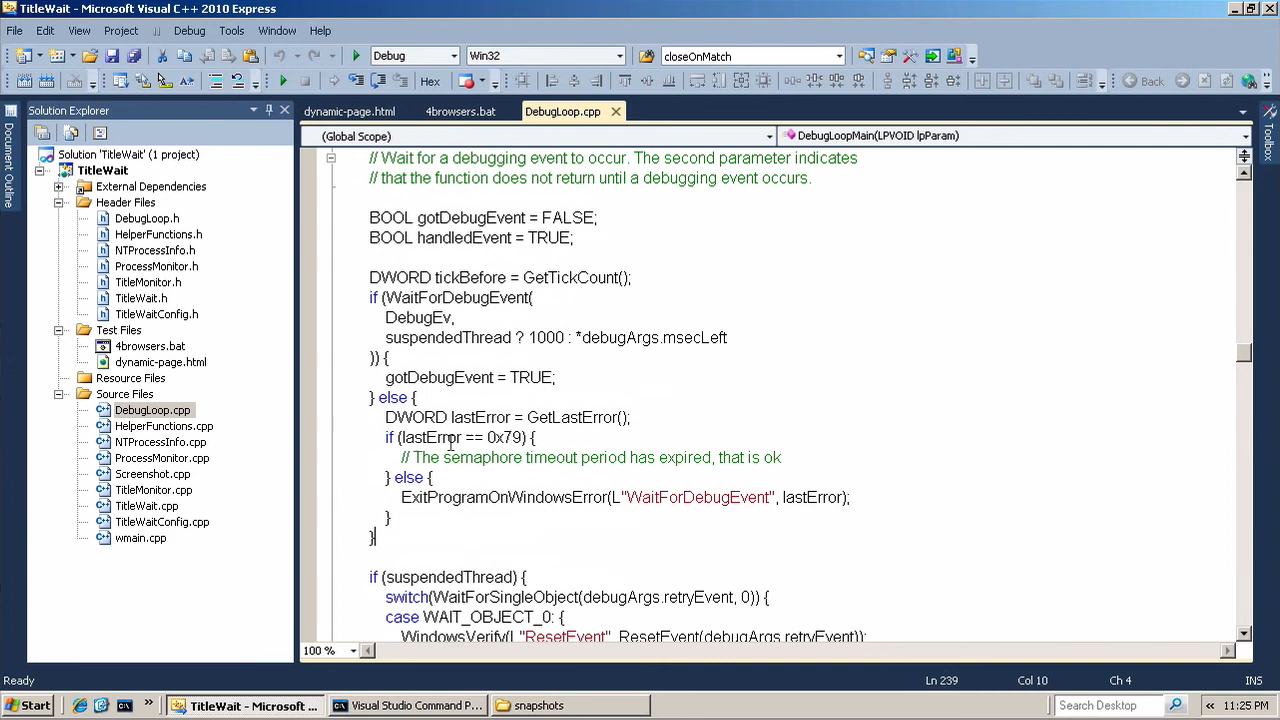 TitleWait - Microsoft Visual C++ 2010 Express
File Edit View Project Debug Tools Window Help
Debug Win32 closeOnMatch
Hex Back
Solution Explorer
dynamic-page.html 4browsers.bat DebugLoop.cpp
(Global Scope) DebugLoopMain(LPVOID lpParam)
Document Outline
Toolbox
Solution 'TitleWait' (1 project)
TitleWait
External Dependencies
Header Files
DebugLoop.h
HelperFunctions.h
NTProcessInfo.h
ProcessMonitor.h
TitleMonitor.h
TitleWait.h
TitleWaitConfig.h
Test Files
4browsers.bat
dynamic-page.html
Resource Files
Source Files
DebugLoop.cpp
HelperFunctions.cpp
NTProcessInfo.cpp
ProcessMonitor.cpp
Screenshot.cpp
TitleMonitor.cpp
TitleWait.cpp
TitleWaitConfig.cpp
wmain.cpp
// Wait for a debugging event to occur. The second parameter indicates
// that the function does not return until a debugging event occurs.
BOOL gotDebugEvent = FALSE;
BOOL handledEvent = TRUE;
DWORD tickBefore = GetTickCount();
if (WaitForDebugEvent(
DebugEv,
suspendedThread ? 1000 : *debugArgs.msecLeft
)) {
gotDebugEvent = TRUE;
} else {
DWORD lastError = GetLastError();
if (lastError == 0x79) {
// The semaphore timeout period has expired, that is ok
} else {
ExitProgramOnWindowsError(L"WaitForDebugEvent", lastError);
}
}
if (suspendedThread) {
switch(WaitForSingleObject(debugArgs.retryEvent, 0)) {
case WAIT_OBJECT_0: {
WindowsVerify(L"ResetEvent", ResetEvent(debugArgs.retryEvent));
100 %
Ready Ln 239 Col 10 Ch 4 INS
Start » TitleWait - Microsoft ... Visual Studio Command P... snapshots Search Desktop « 11:25 PM